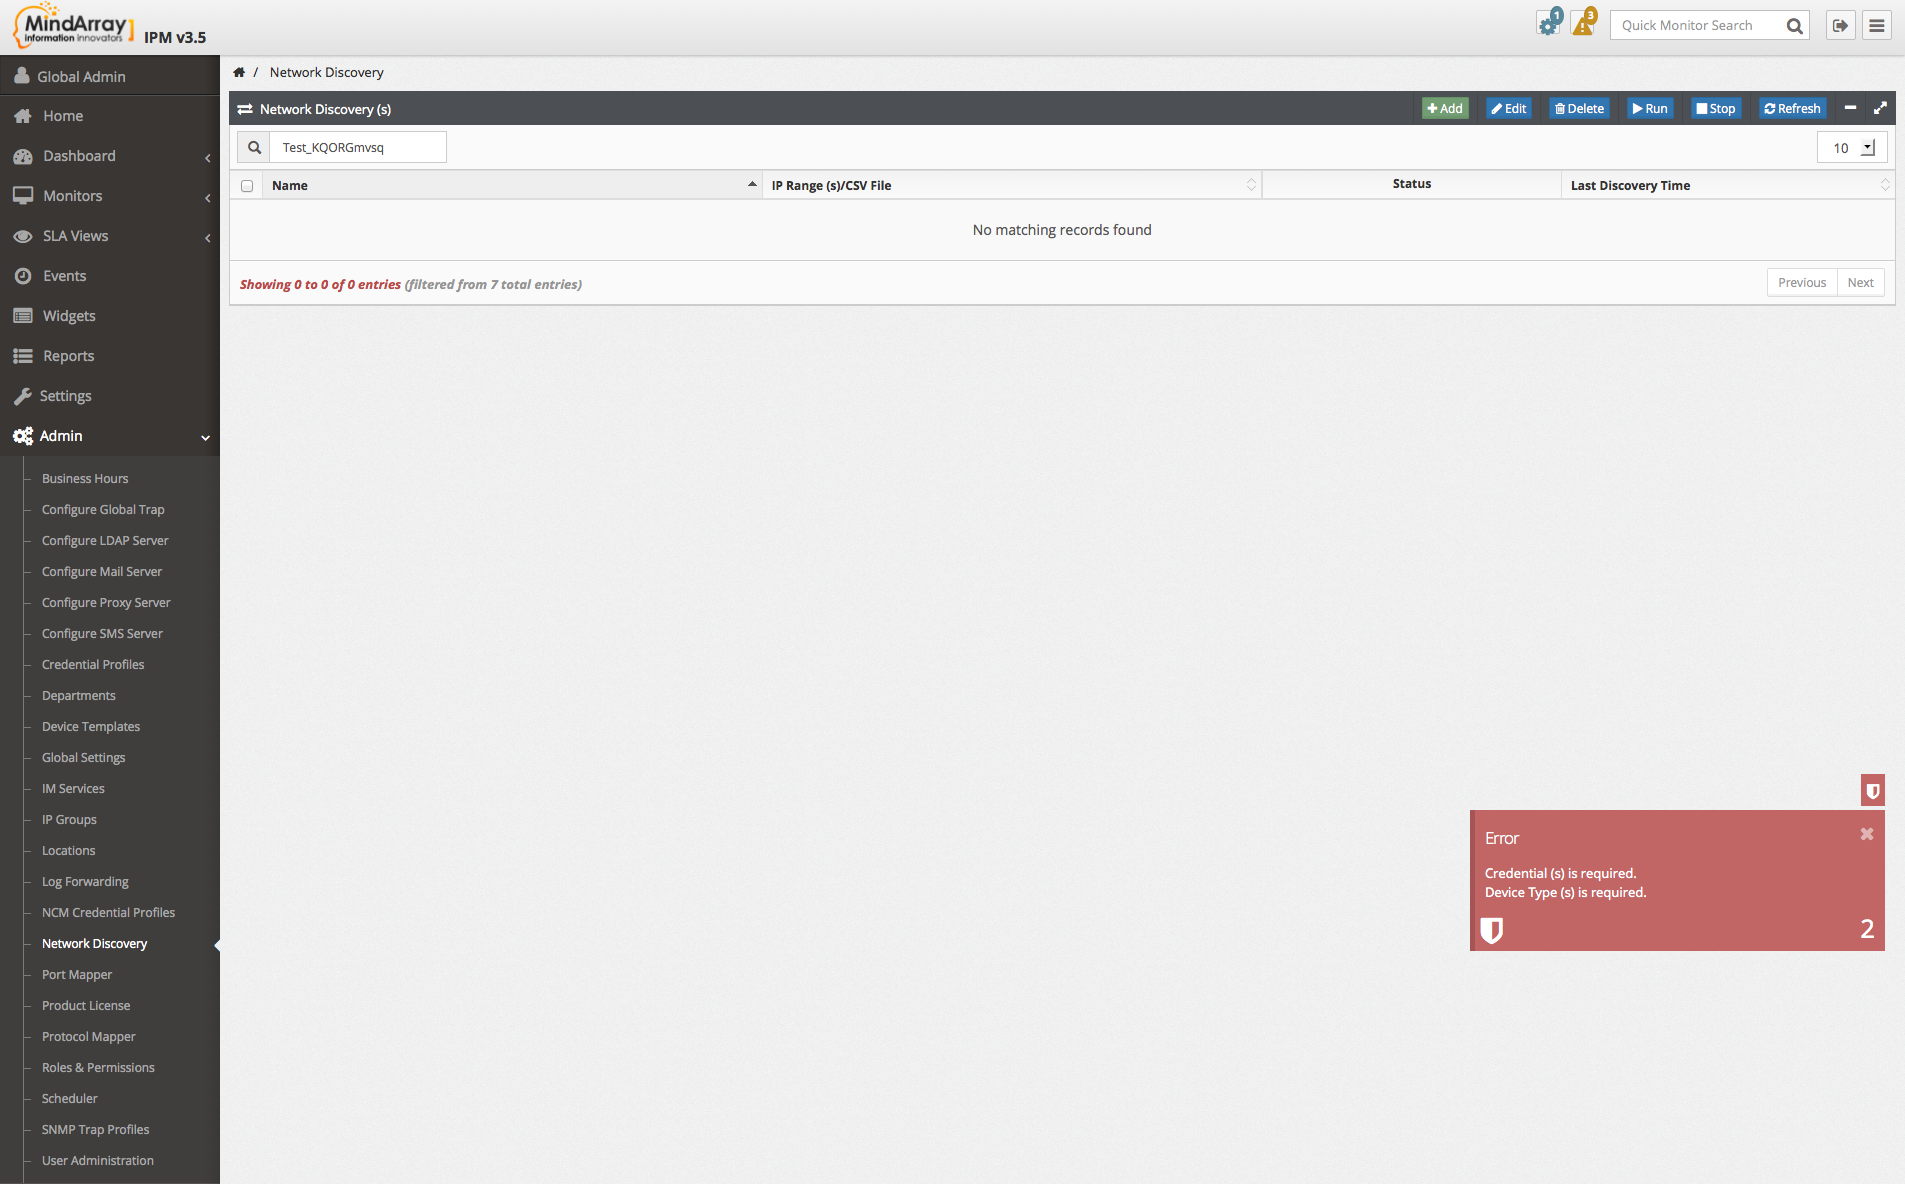 MindArray
Information Innovators
IPM v3.5
1
3
Quick Monitor Search
Global Admin
Home
Dashboard
Monitors
SLA Views
Events
Widgets
Reports
Settings
Admin
Business Hours
Configure Global Trap
Configure LDAP Server
Configure Mail Server
Configure Proxy Server
Configure SMS Server
Credential Profiles
Departments
Device Templates
Global Settings
IM Services
IP Groups
Locations
Log Forwarding
NCM Credential Profiles
Network Discovery
Port Mapper
Product License
Protocol Mapper
Roles & Permissions
Scheduler
SNMP Trap Profiles
User Administration
/ Network Discovery
Network Discovery (s)
Add Edit Delete Run Stop Refresh
Test_KQORGmvsq
10
Name IP Range (s)/CSV File Status Last Discovery Time
No matching records found
Showing 0 to 0 of 0 entries (filtered from 7 total entries)
Previous Next
Error
Credential (s) is required.
Device Type (s) is required.
2